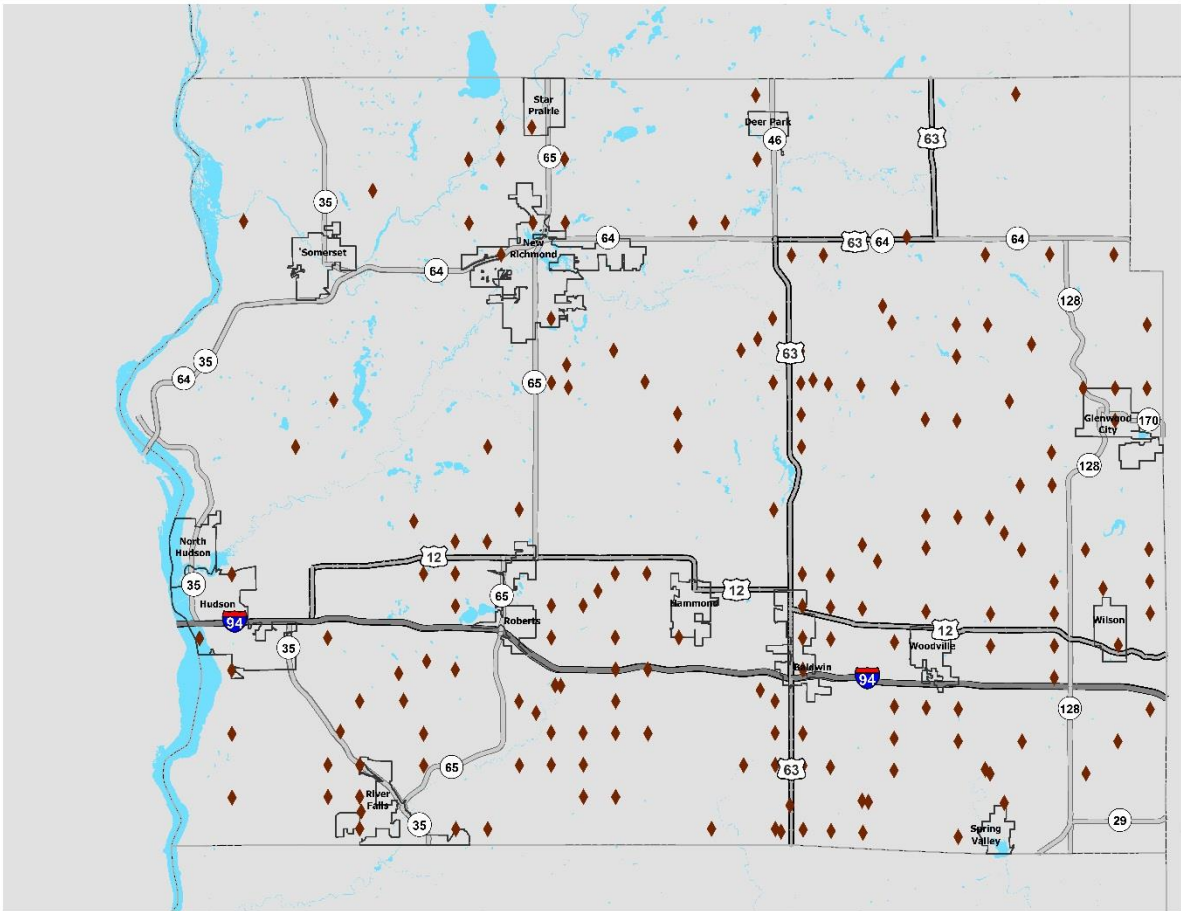 Star
Prairie
Deer Park
46
63
65
35
Somerset
New
Richmond
64
63
64
64
64
128
35
64
65
63
Glenwood
City
170
128
North
Hudson
12
35
Hudson
94
65
Roberts
Hammond
12
Wilson
12
Woodville
35
Baldwin
94
128
65
63
River
Falls
35
Spring
Valley
29